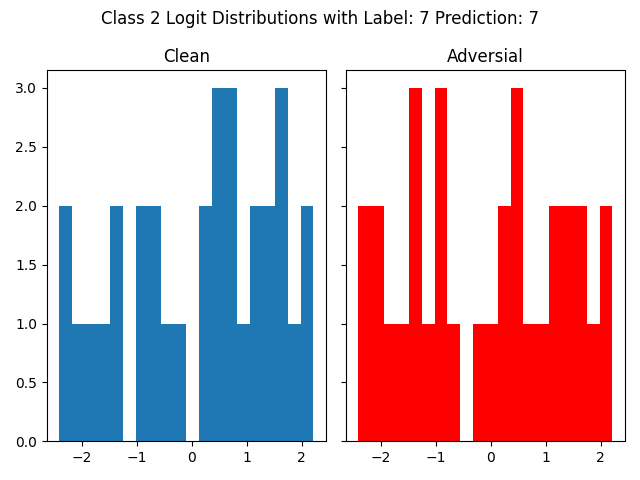 Class 2 Logit Distributions with Label: 7 Prediction: 7
Clean
Adversial
3.0
2.5
2.0
1.5
1.0
0.5
0.0
−2 −1 0 1 2
−2 −1 0 1 2